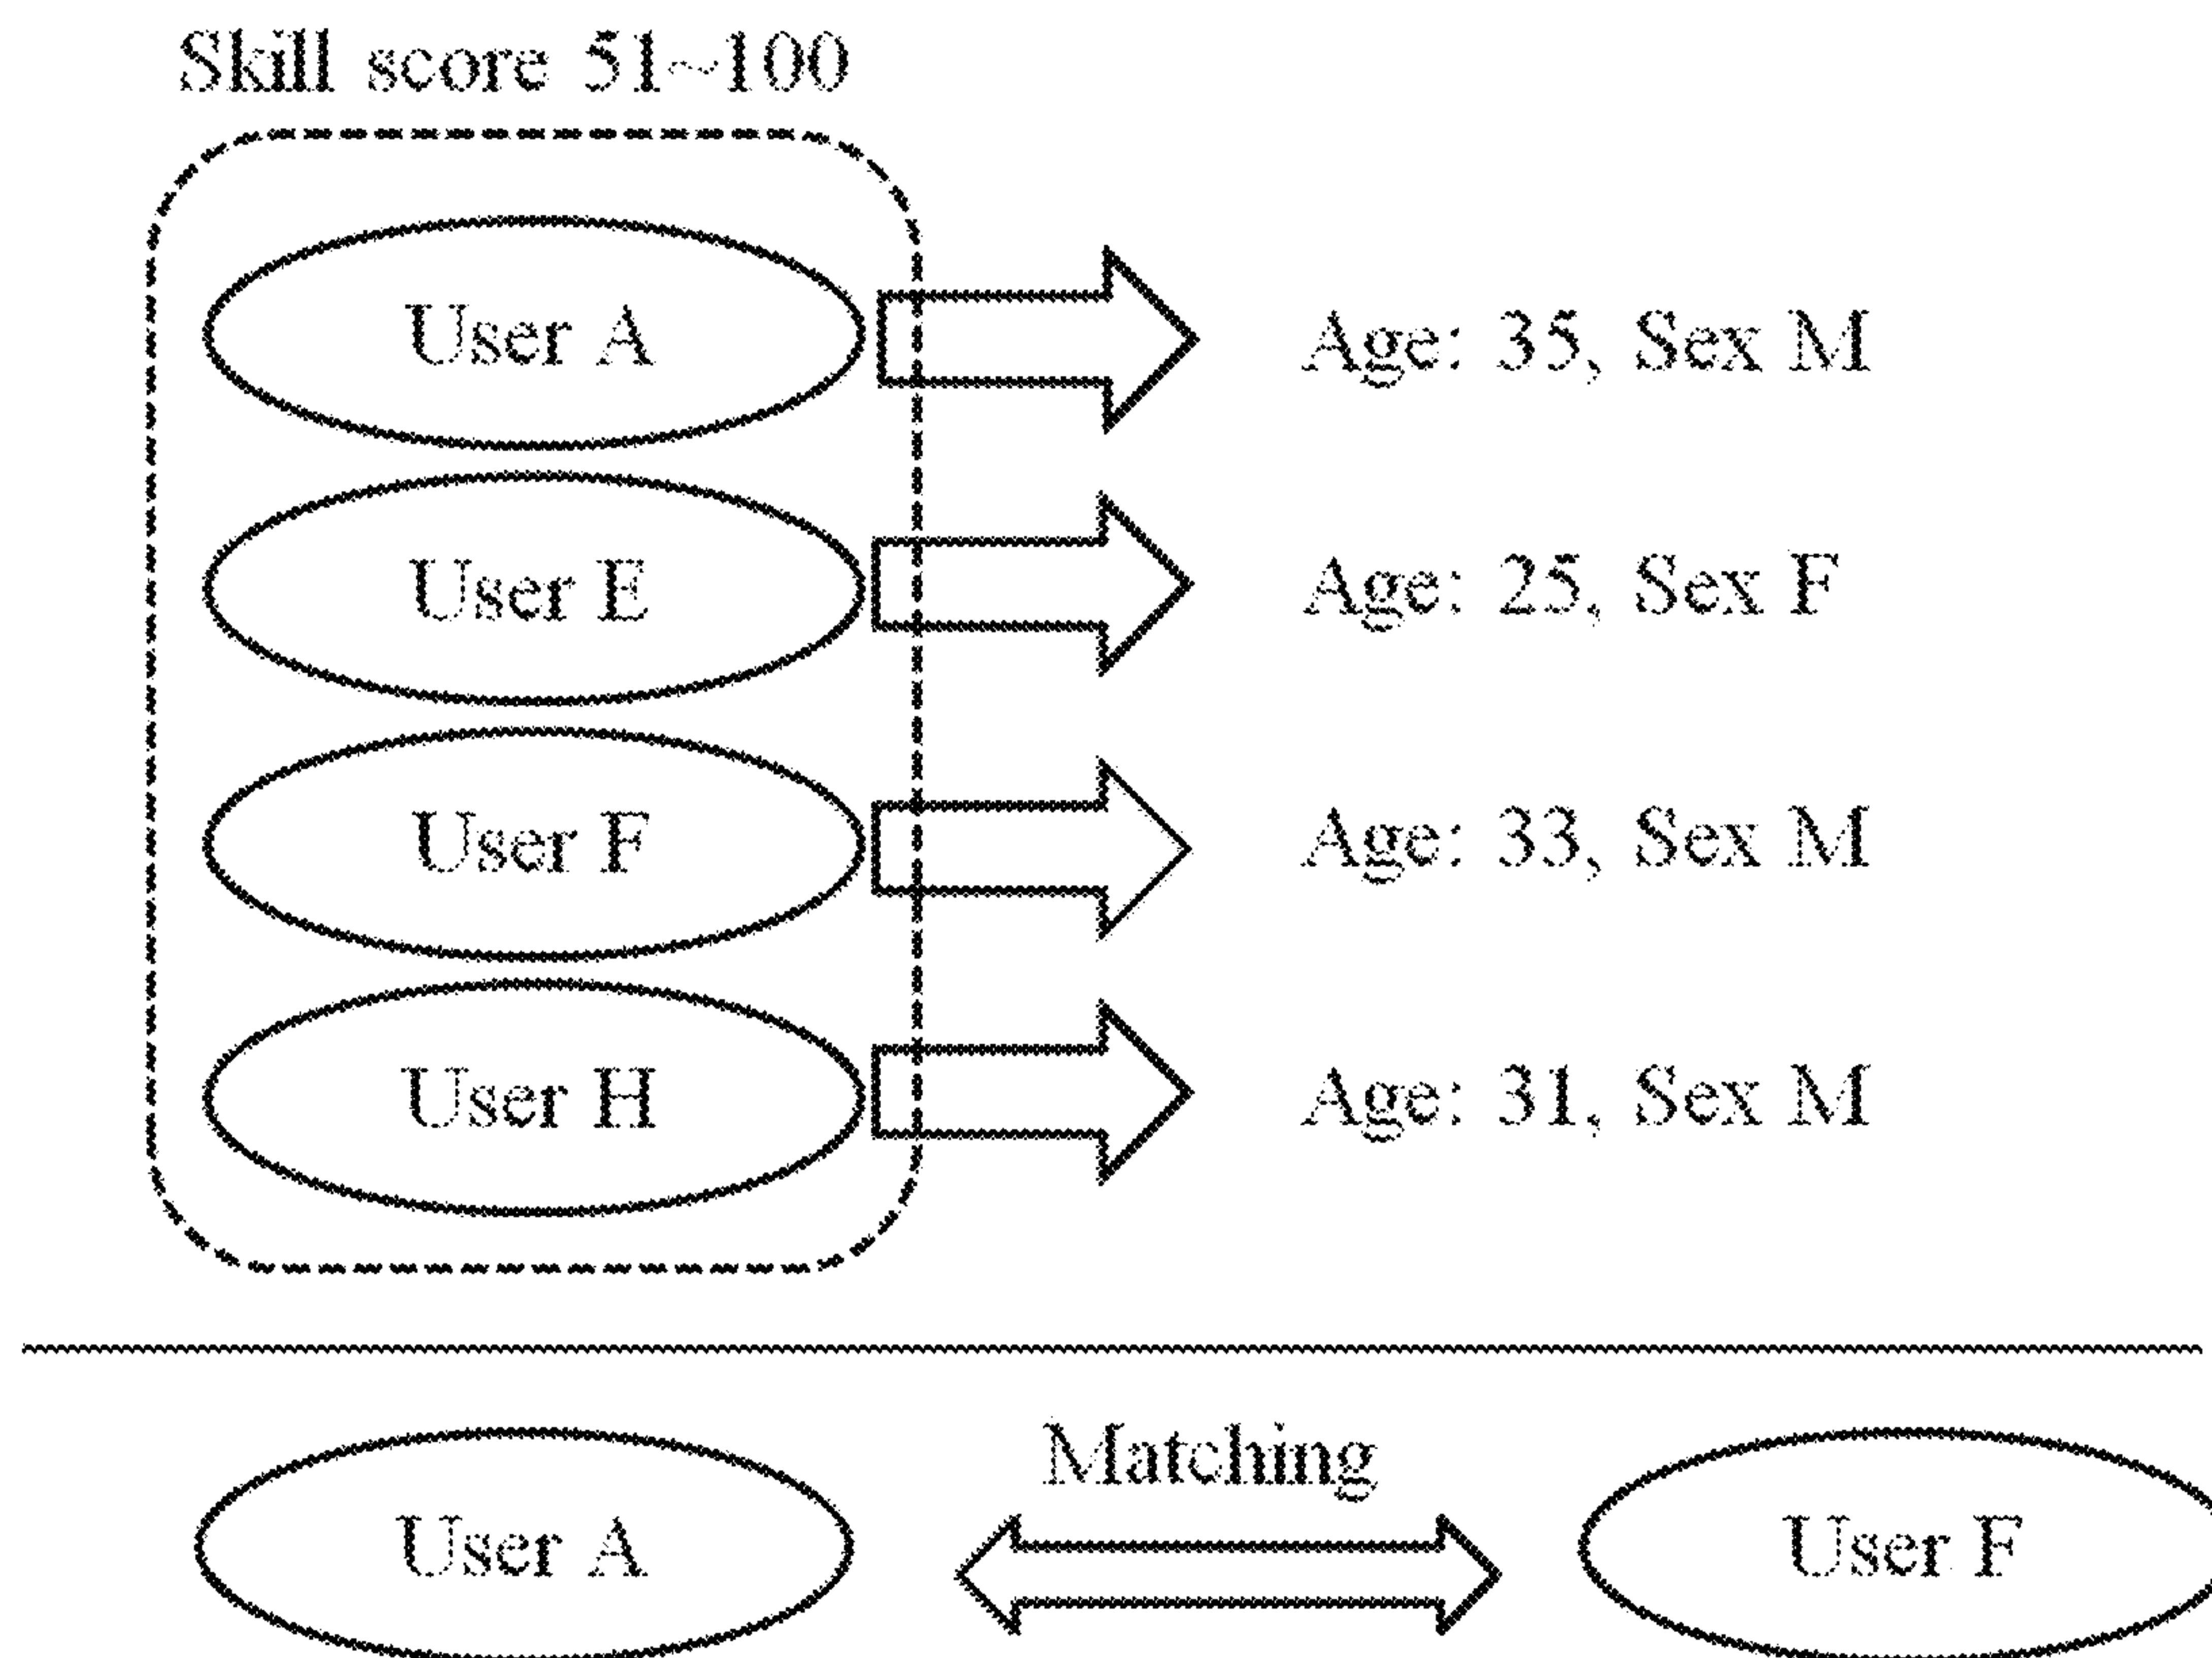 Skill score 51~100
User A
Age: 35, Sex M
User E
Age: 25, Sex F
User F
Age: 33, Sex M
User H
Age: 31, Sex M
Matching
User A
User F